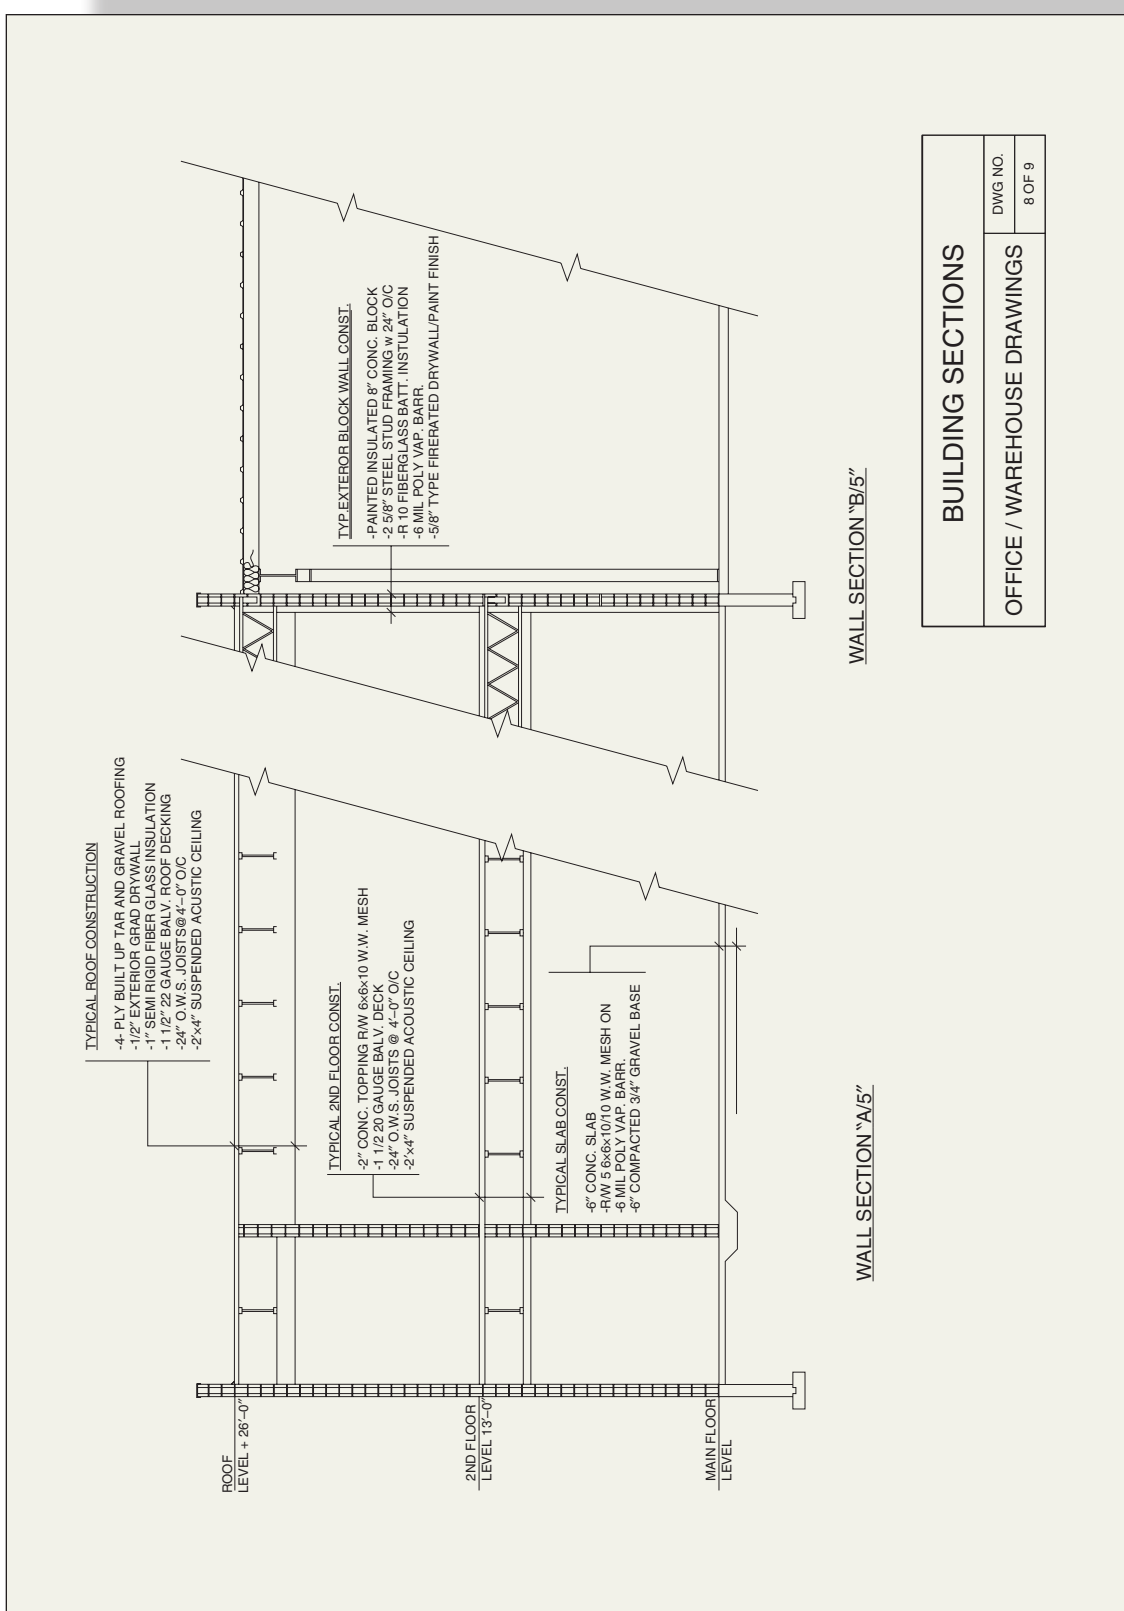 TYPICAL ROOF CONSTRUCTION
-4- PLY BUILT UP TAR AND GRAVEL ROOFING
-1/2" EXTERIOR GRAD DRYWALL
-1" SEMI RIGID FIBER GLASS INSULATION
-1 1/2" 22 GAUGE BALV. ROOF DECKING
-24" O.W.S. JOISTS@4'–0" O/C
-2'x4" SUSPENDED ACUSTIC CEILING
TYP.EXTERIOR BLOCK WALL CONST.
-PAINTED INSULATED 8" CONC. BLOCK
-2 5/8" STEEL STUD FRAMING w 24" O/C
-R 10 FIBERGLASS BATT. INSTULATION
-6 MIL POLY VAP. BARR.
-5/8" TYPE FIRERATED DRYWALL/PAINT FINISH
TYPICAL 2ND FLOOR CONST.
-2" CONC. TOPPING R/W 6x6x10 W.W. MESH
-1 1/2 20 GAUGE BALV. DECK
-24" O.W.S. JOISTS @ 4'–0" O/C
-2'x4" SUSPENDED ACOUSTIC CEILING
TYPICAL SLAB CONST.
-6" CONC. SLAB
-R/W 5 6x6x10/10 W.W. MESH ON
-6 MIL POLY VAP. BARR.
-6" COMPACTED 3/4" GRAVEL BASE
ROOF
LEVEL + 26'–0"
2ND FLOOR
LEVEL 13'–0"
MAIN FLOOR
LEVEL
WALL SECTION "A/5"
WALL SECTION "B/5"
BUILDING SECTIONS
OFFICE / WAREHOUSE DRAWINGS
DWG NO.
8 OF 9